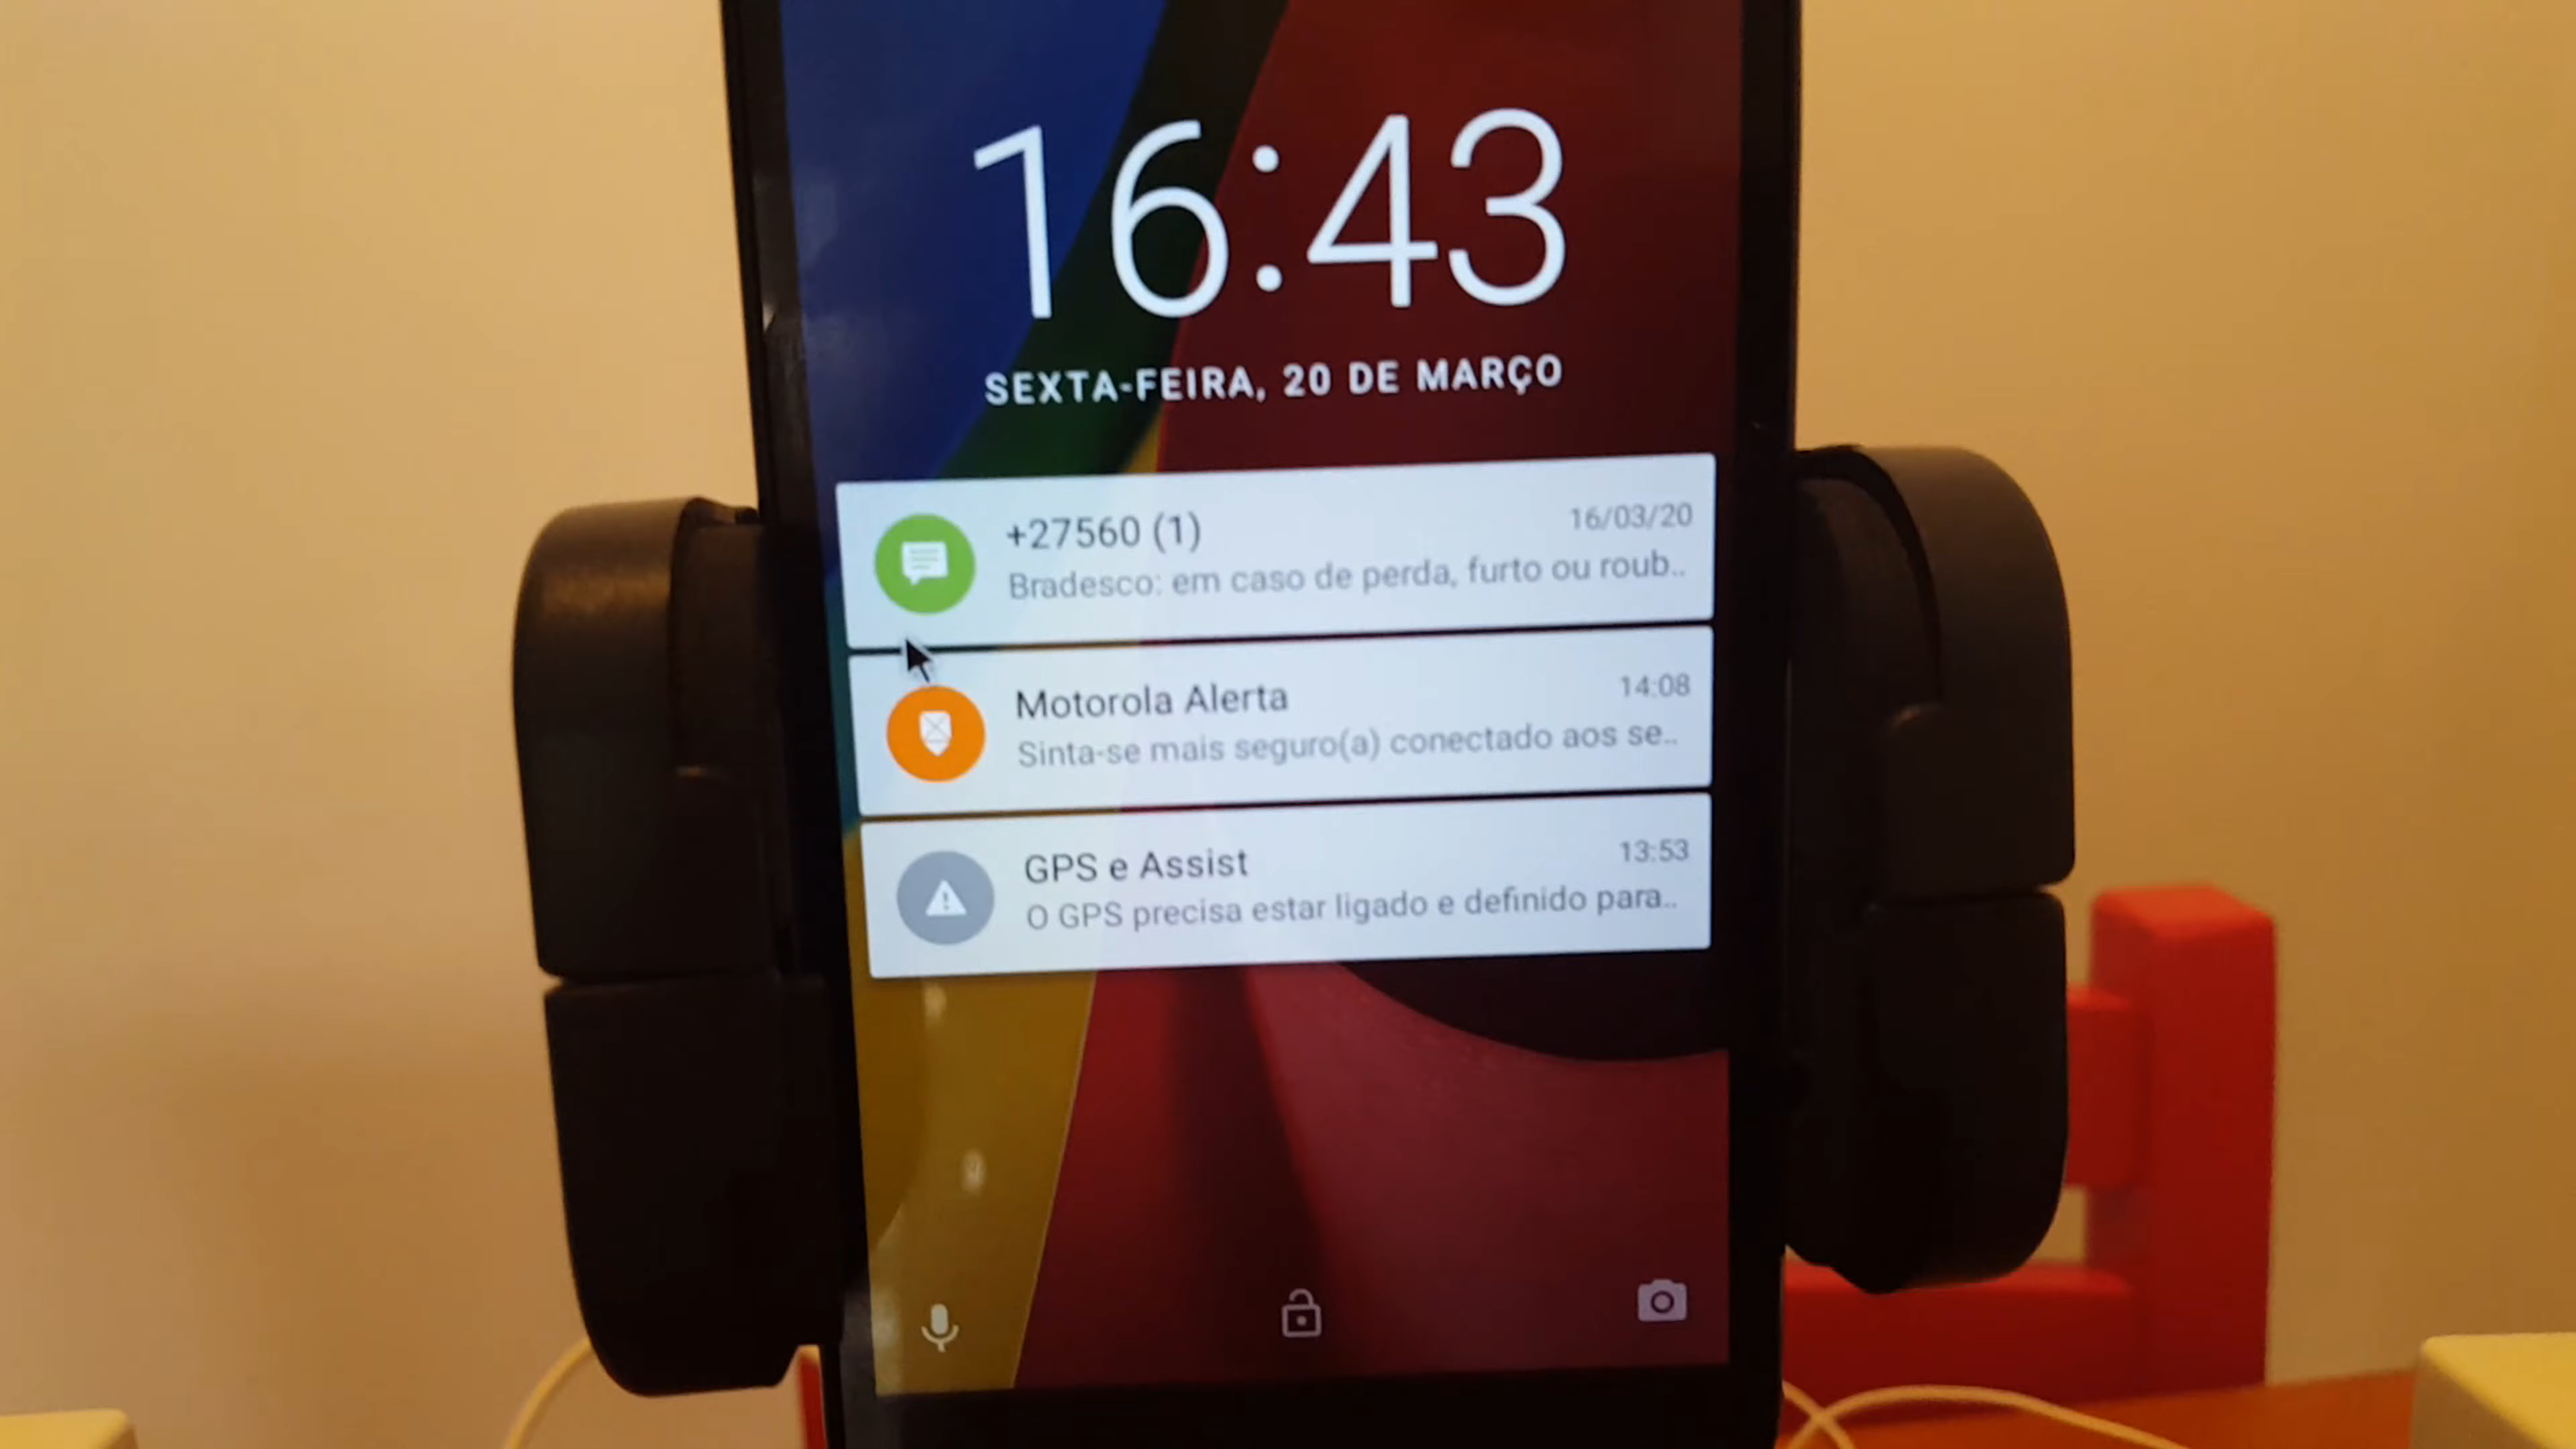 16:43
SEXTA-FEIRA, 20 DE MARÇO
+27560 (1) 16/03/20
Bradesco: em caso de perda, furto ou roub..
Motorola Alerta 14:08
Sinta-se mais seguro(a) conectado aos se..
GPS e Assist 13:53
O GPS precisa estar ligado e definido para..